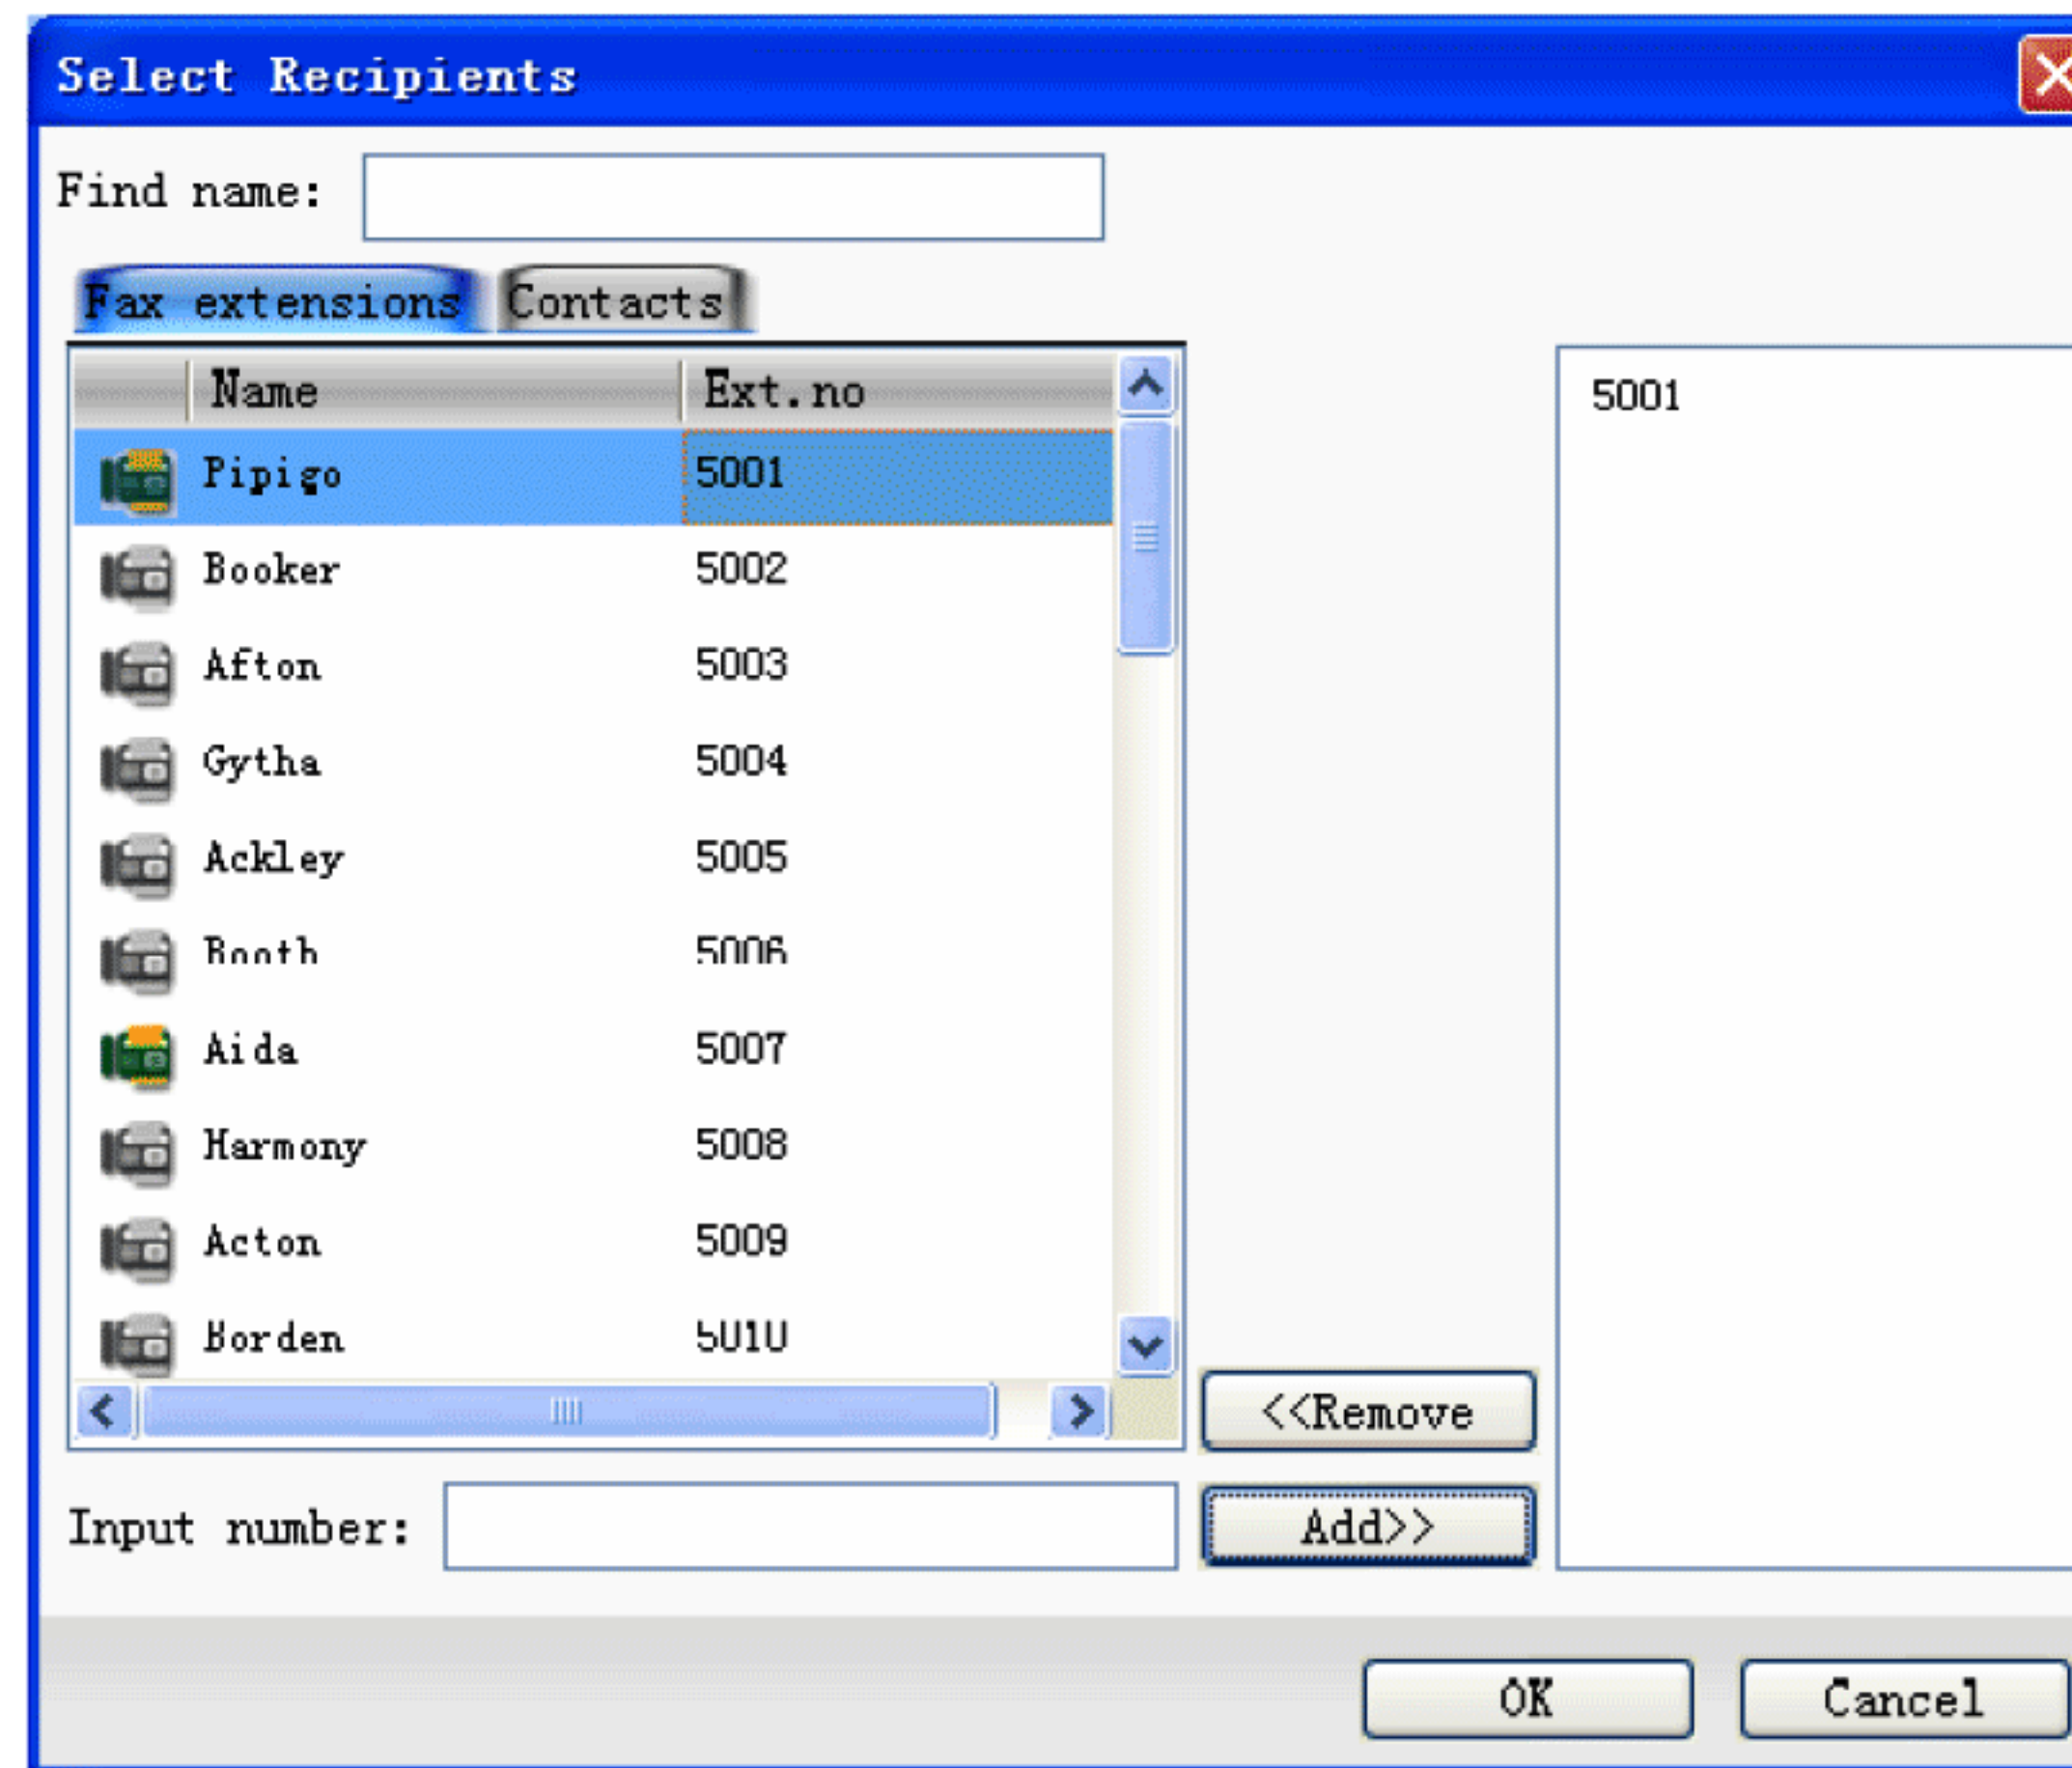 Select Recipients
Find name:
Fax extensions Contacts
Name Ext.no
Pipigo 5001
Booker 5002
Afton 5003
Gytha 5004
Ackley 5005
Booth 5006
Aida 5007
Harmony 5008
Acton 5009
Borden 5010
5001
<<Remove
Input number:
Add>>
OK Cancel